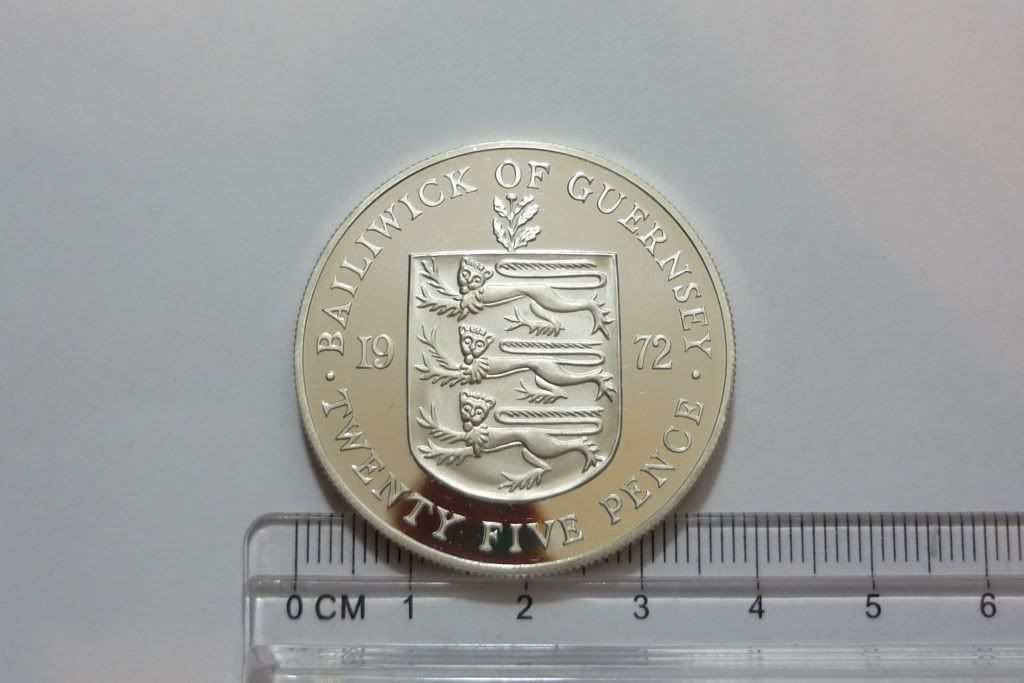 BAILIWICK OF GUERNSEY
19 72
· TWENTY FIVE PENCE ·
0 CM 1 2 3 4 5 6